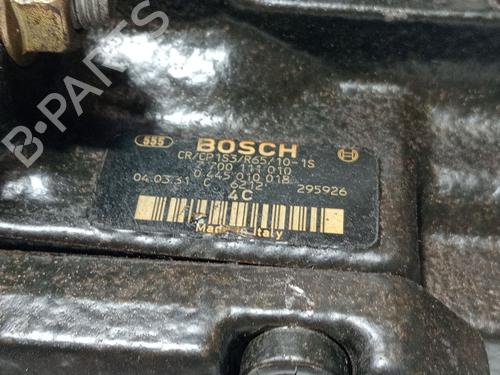 B-PARTS
555 BOSCH
CR/CP1S3/R65/10-1S
0 445 010 018
04.03.31 C 6212 295926
4C
Made in Italy